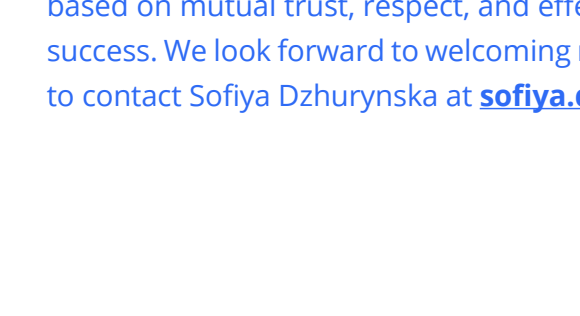 based on mutual trust, respect, and effe
success. We look forward to welcoming
to contact Sofiya Dzhurynska at sofiya.